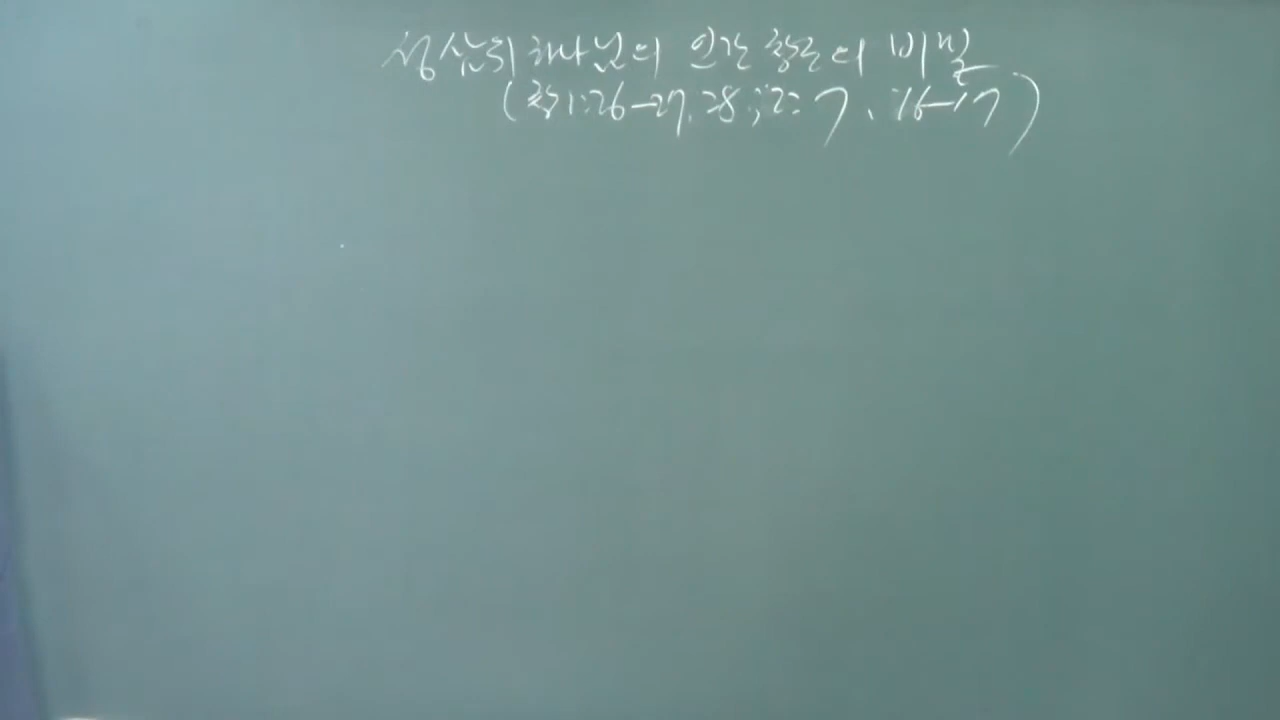 성삼위 하나님의 인간 창조의 비밀
(창1:26-27, 28; 2:7, 16-17)